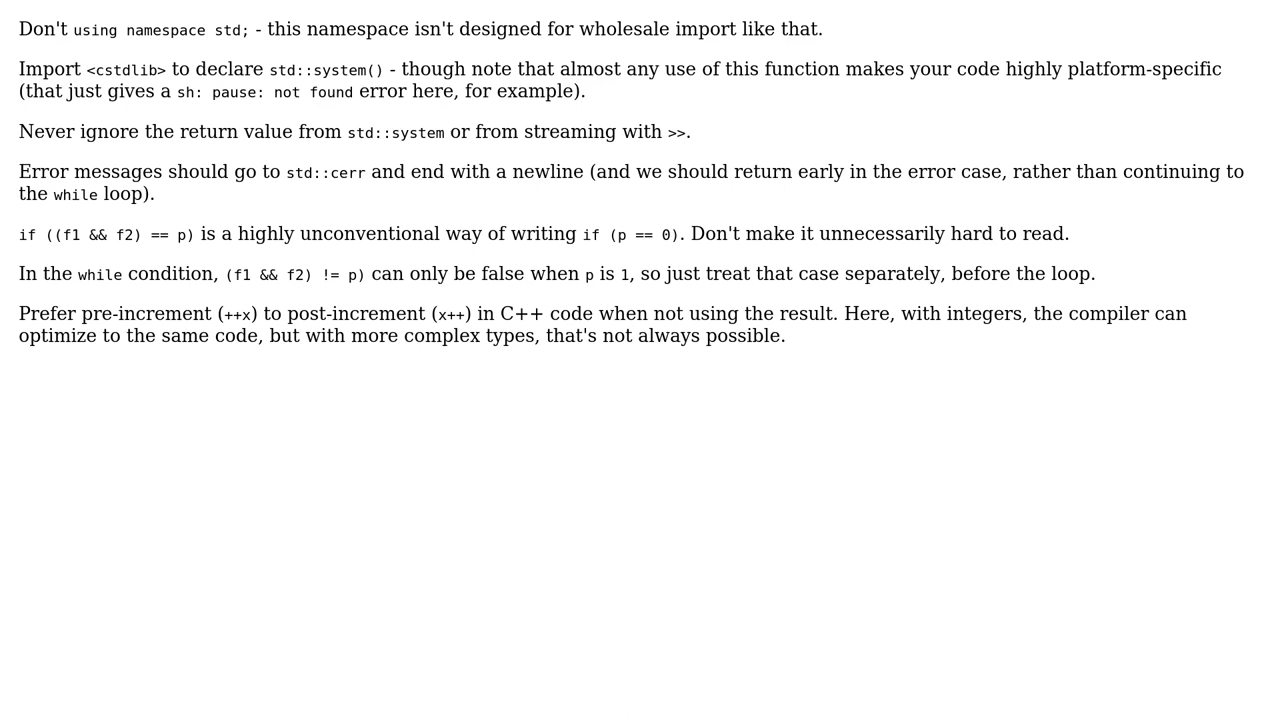 Don't using namespace std; - this namespace isn't designed for wholesale import like that.
Import <cstdlib> to declare std::system() - though note that almost any use of this function makes your code highly platform-specific
(that just gives a sh: pause: not found error here, for example).
Never ignore the return value from std::system or from streaming with >>.
Error messages should go to std::cerr and end with a newline (and we should return early in the error case, rather than continuing to
the while loop).
if ((f1 && f2) == p) is a highly unconventional way of writing if (p == 0). Don't make it unnecessarily hard to read.
In the while condition, (f1 && f2) != p) can only be false when p is 1, so just treat that case separately, before the loop.
Prefer pre-increment (++x) to post-increment (x++) in C++ code when not using the result. Here, with integers, the compiler can
optimize to the same code, but with more complex types, that's not always possible.